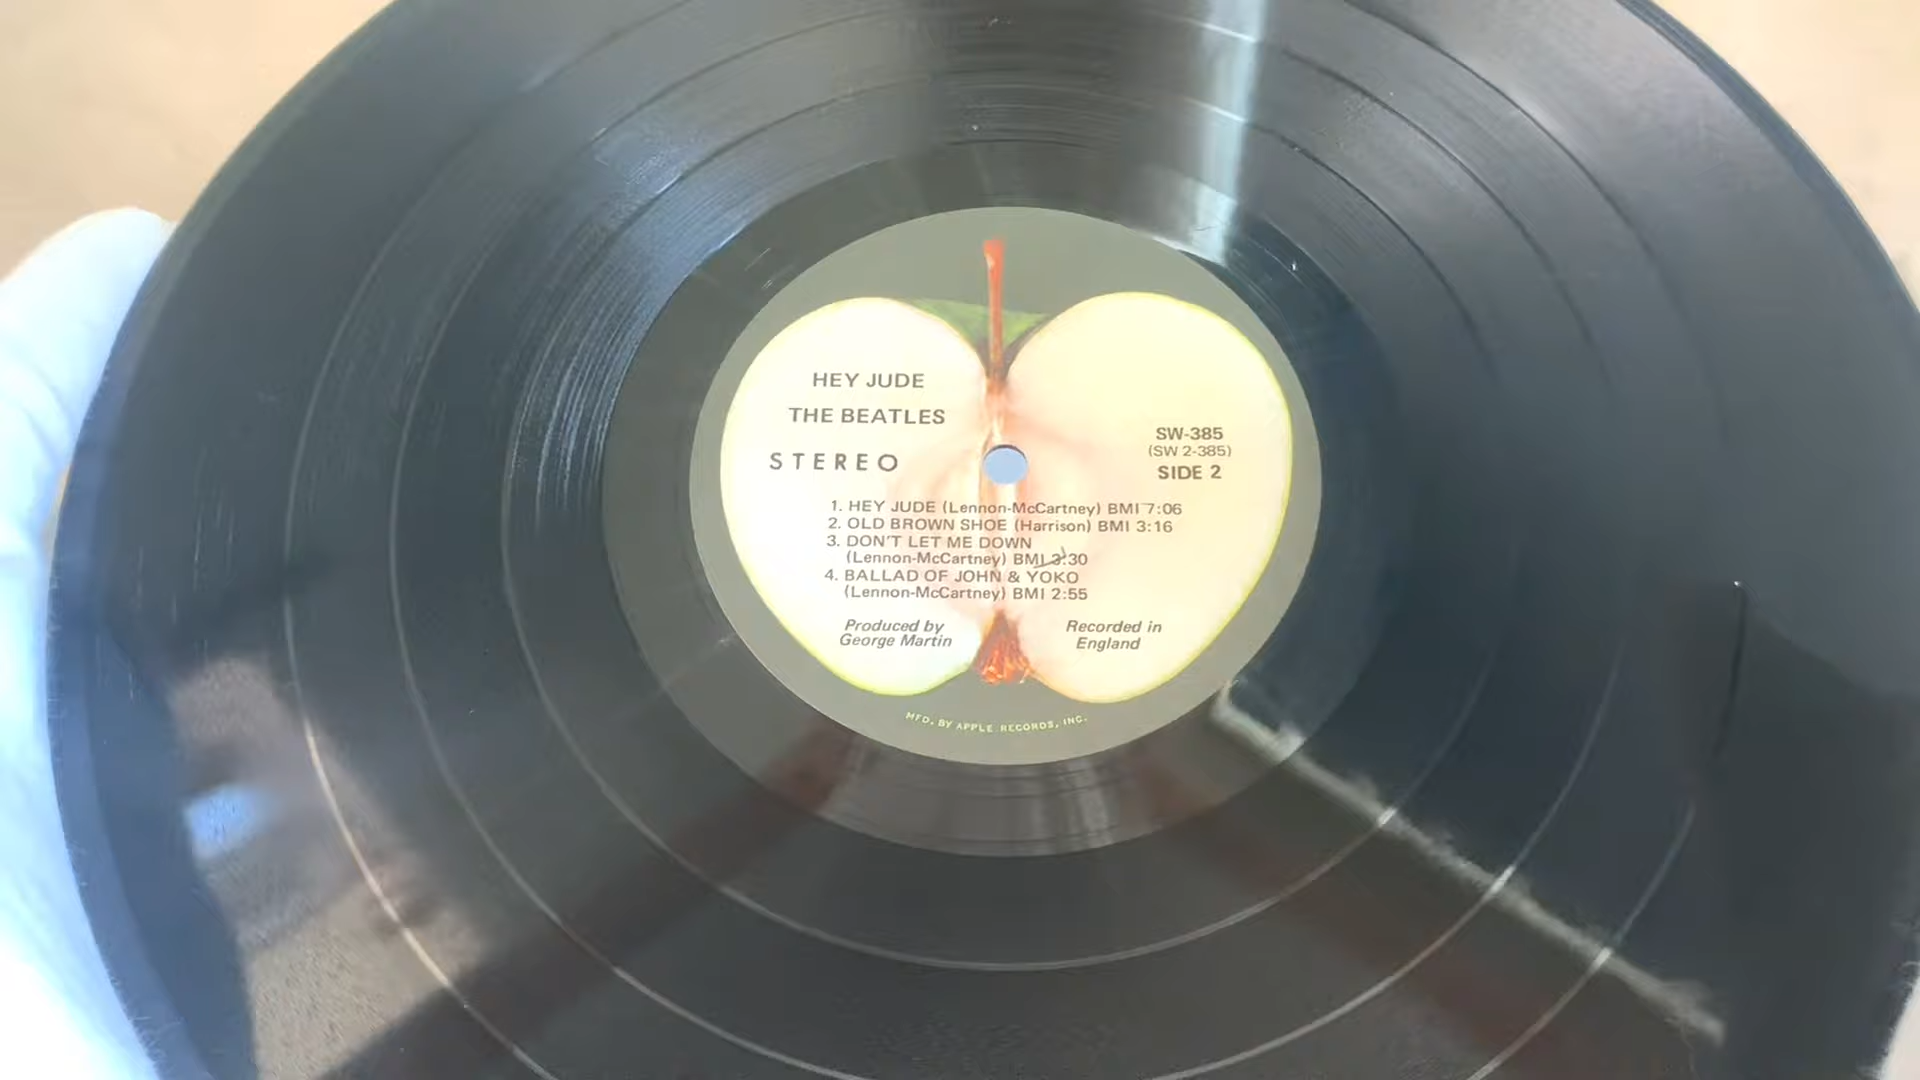 HEY JUDE
THE BEATLES
STEREO
SW-385
(SW 2-385)
SIDE 2
1. HEY JUDE (Lennon-McCartney) BMI 7:06
2. OLD BROWN SHOE (Harrison) BMI 3:16
3. DON'T LET ME DOWN
(Lennon-McCartney) BMI 3:30
4. BALLAD OF JOHN & YOKO
(Lennon-McCartney) BMI 2:55
Produced by
George Martin
Recorded in
England
MFD. BY APPLE RECORDS, INC.